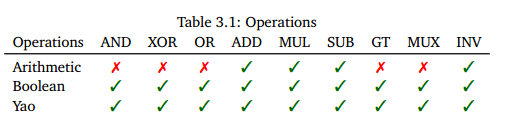 Table 3.1: Operations
Operations AND XOR OR ADD MUL SUB GT MUX INV
Arithmetic ✗ ✗ ✗ ✓ ✓ ✓ ✗ ✗ ✓
Boolean ✓ ✓ ✓ ✓ ✓ ✓ ✓ ✓ ✓
Yao ✓ ✓ ✓ ✓ ✓ ✓ ✓ ✓ ✓